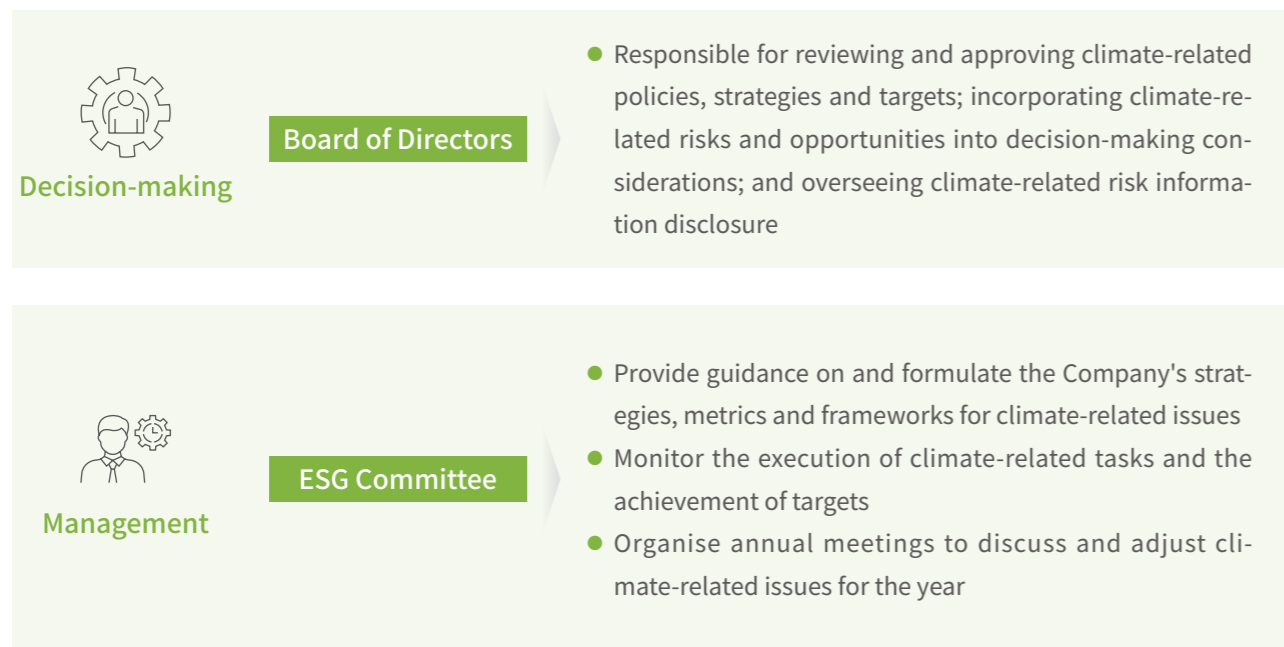 Decision-making
Board of Directors
● Responsible for reviewing and approving climate-related
policies, strategies and targets; incorporating climate-re-
lated risks and opportunities into decision-making con-
siderations; and overseeing climate-related risk informa-
tion disclosure
Management
ESG Committee
● Provide guidance on and formulate the Company's strat-
egies, metrics and frameworks for climate-related issues
● Monitor the execution of climate-related tasks and the
achievement of targets
● Organise annual meetings to discuss and adjust cli-
mate-related issues for the year